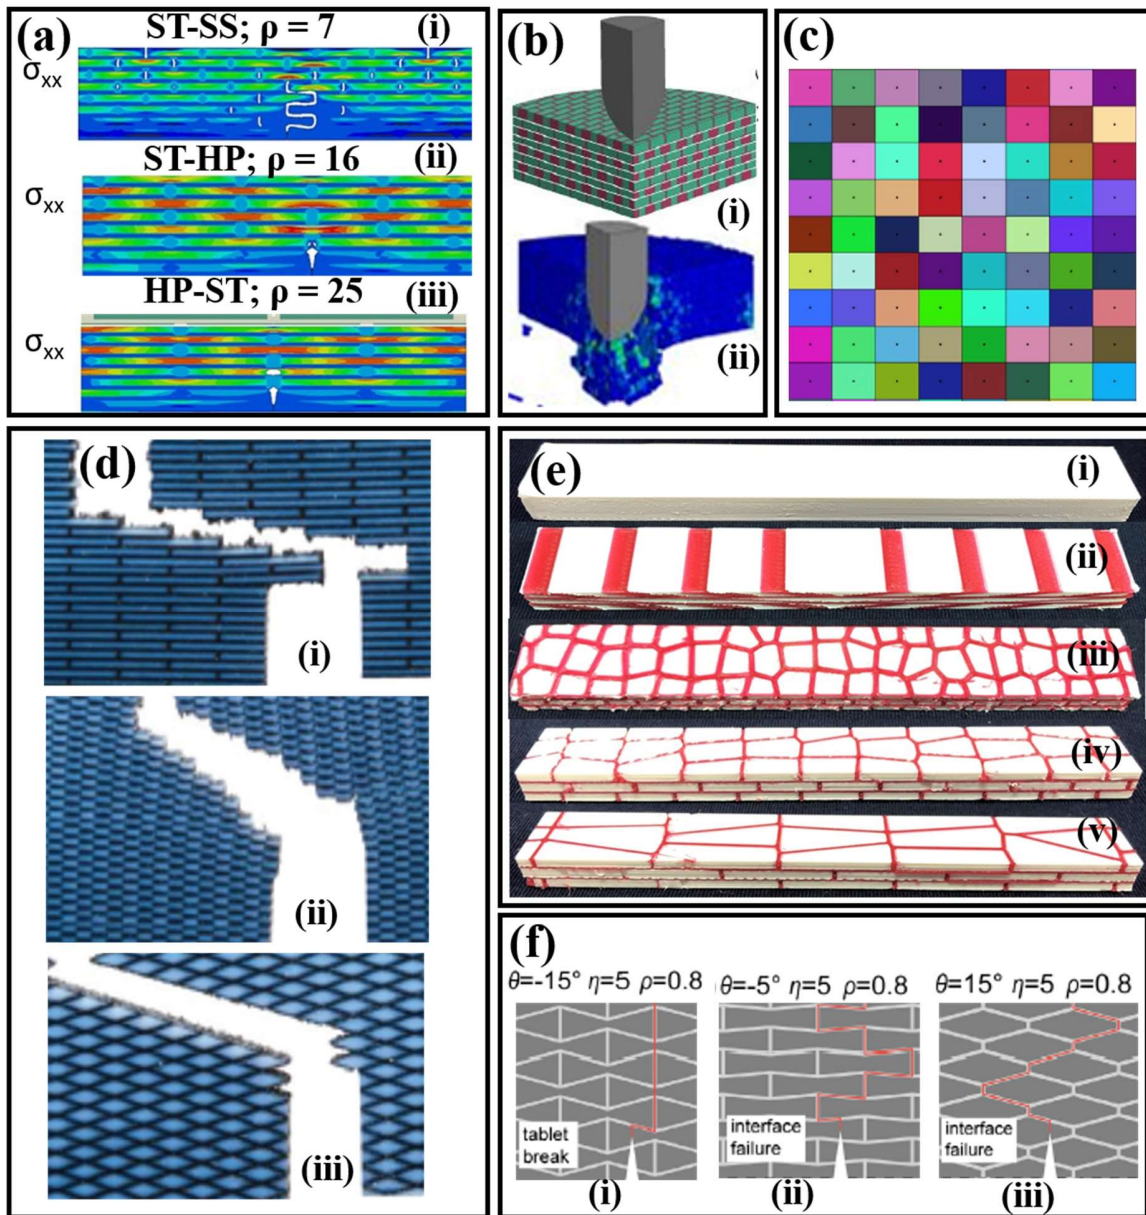 (a)
ST-SS; ρ = 7
(i)
σxx
ST-HP; ρ = 16
(ii)
σxx
HP-ST; ρ = 25
(iii)
σxx
(b)
(i)
(ii)
(c)
(d)
(i)
(ii)
(iii)
(e)
(i)
(ii)
(iii)
(iv)
(v)
(f)
θ=-15° η=5 ρ=0.8
tablet
break
(i)
θ=-5° η=5 ρ=0.8
interface
failure
(ii)
θ=15° η=5 ρ=0.8
interface
failure
(iii)